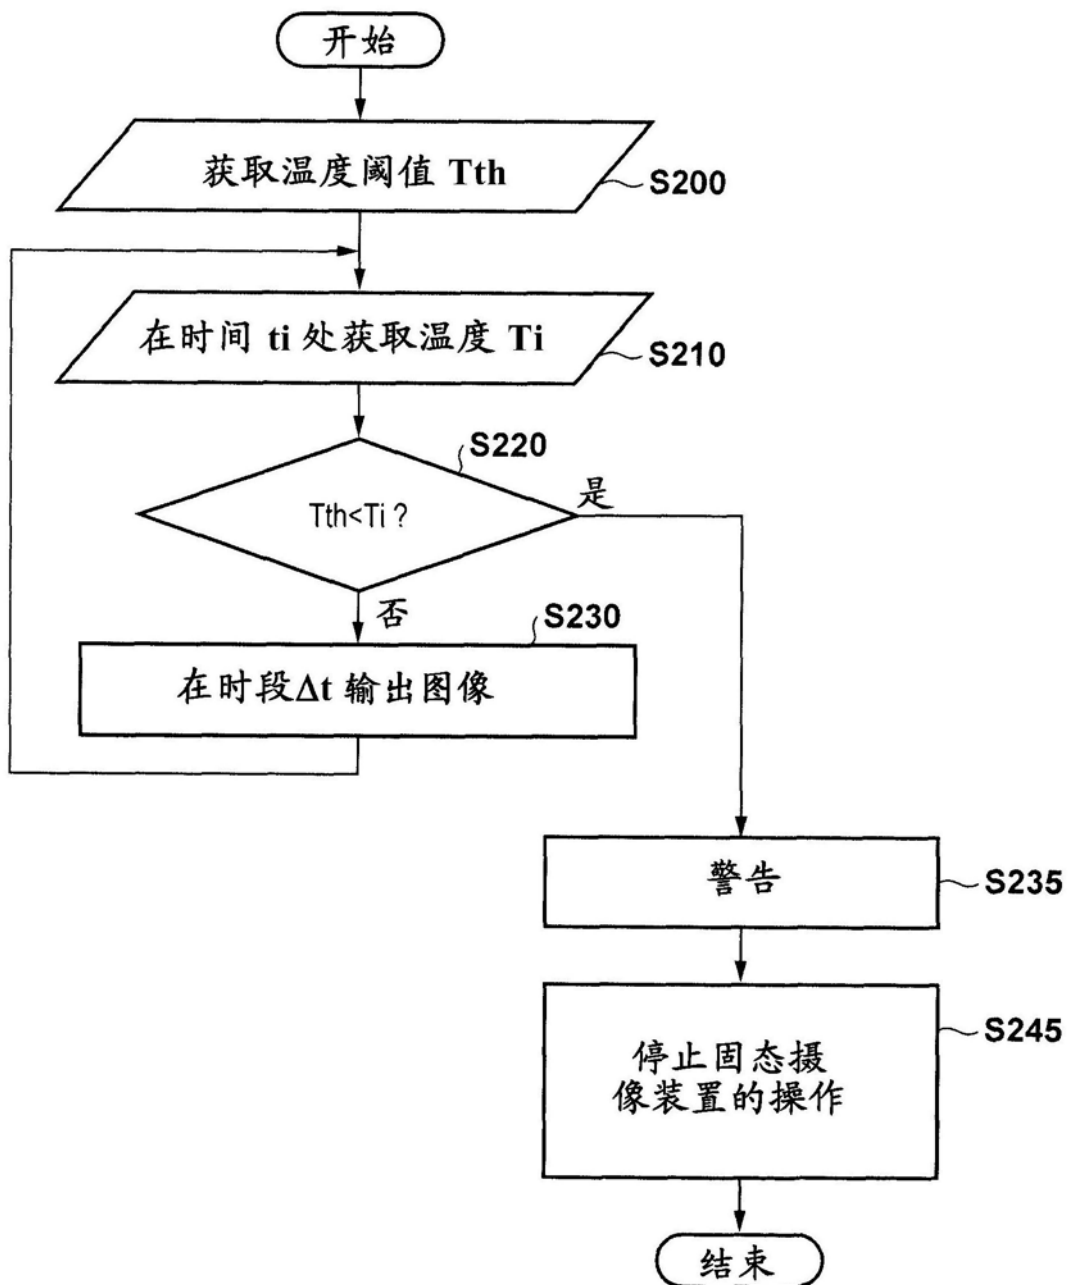 开始
获取温度阈值 Tth
S200
在时间 ti 处获取温度 Ti
S210
S220
Tth<Ti ?
是
否
S230
在时段Δt 输出图像
警告
S235
S245
停止固态摄
像装置的操作
结束